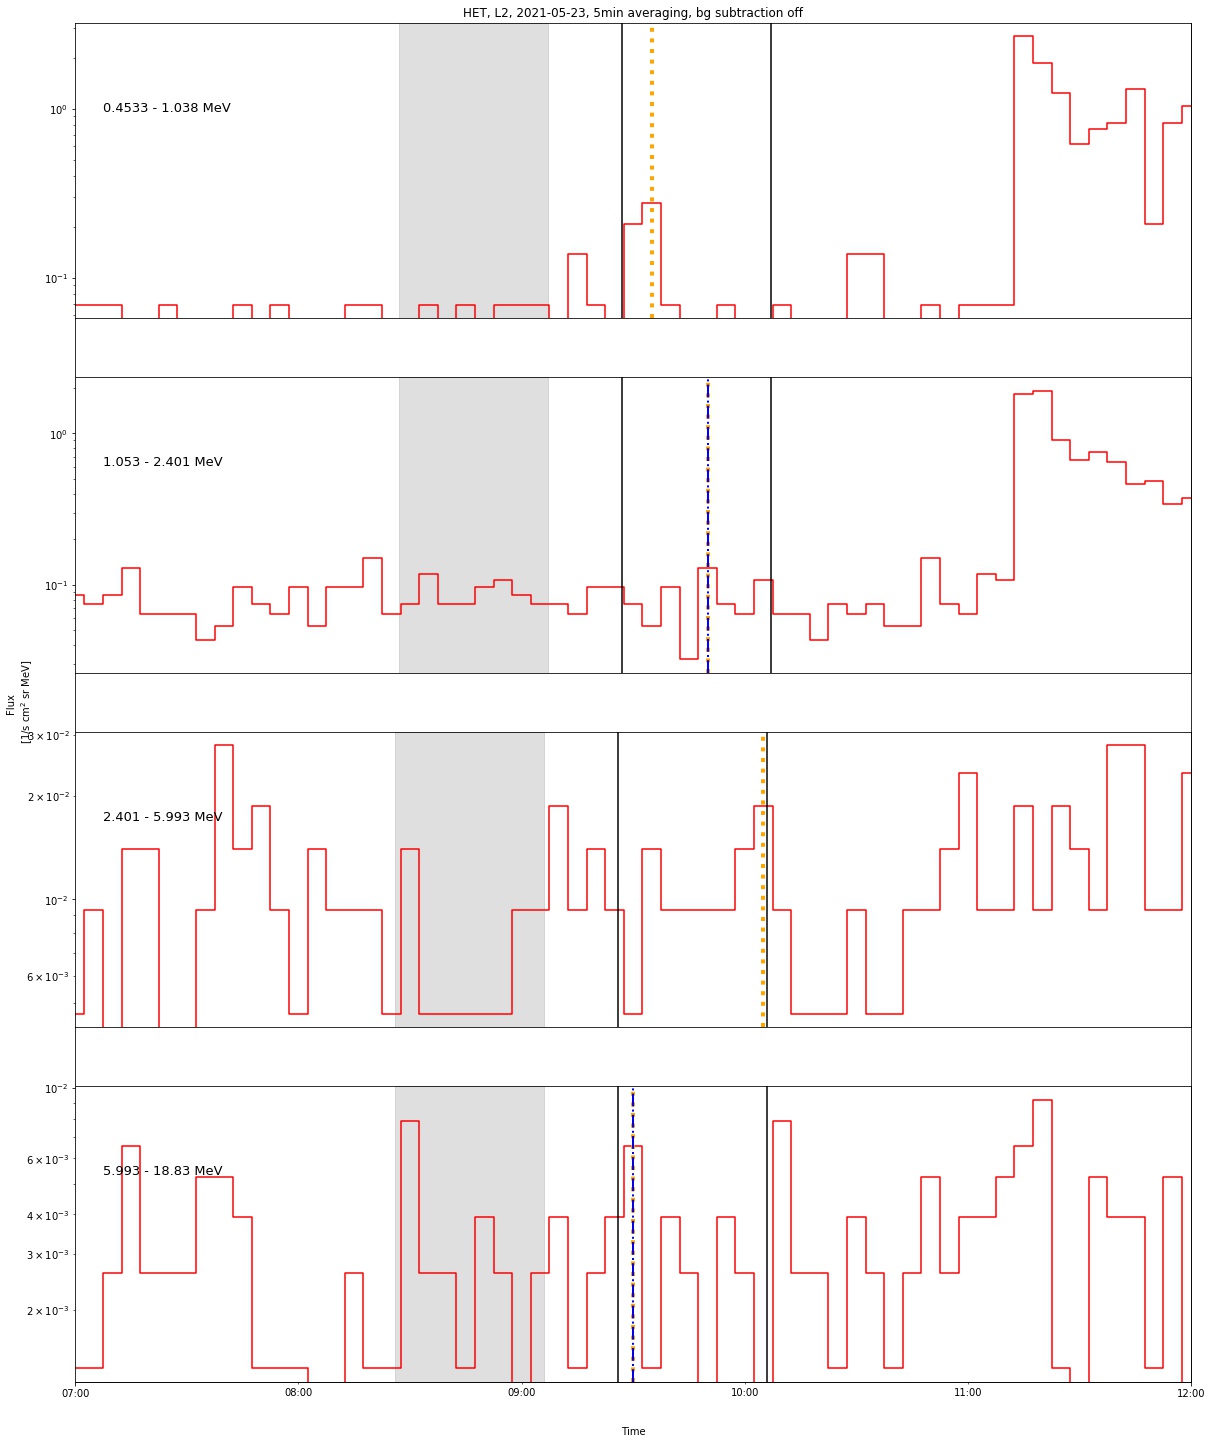 HET, L2, 2021-05-23, 5min averaging, bg subtraction off
10⁰
0.4533 - 1.038 MeV
10⁻¹
10⁰
1.053 - 2.401 MeV
10⁻¹
Flux
[1/s cm² sr MeV]
3 × 10⁻²
2 × 10⁻²
2.401 - 5.993 MeV
10⁻²
6 × 10⁻³
10⁻²
6 × 10⁻³
5.993 - 18.83 MeV
4 × 10⁻³
3 × 10⁻³
2 × 10⁻³
07:00 08:00 09:00 10:00 11:00 12:00
Time